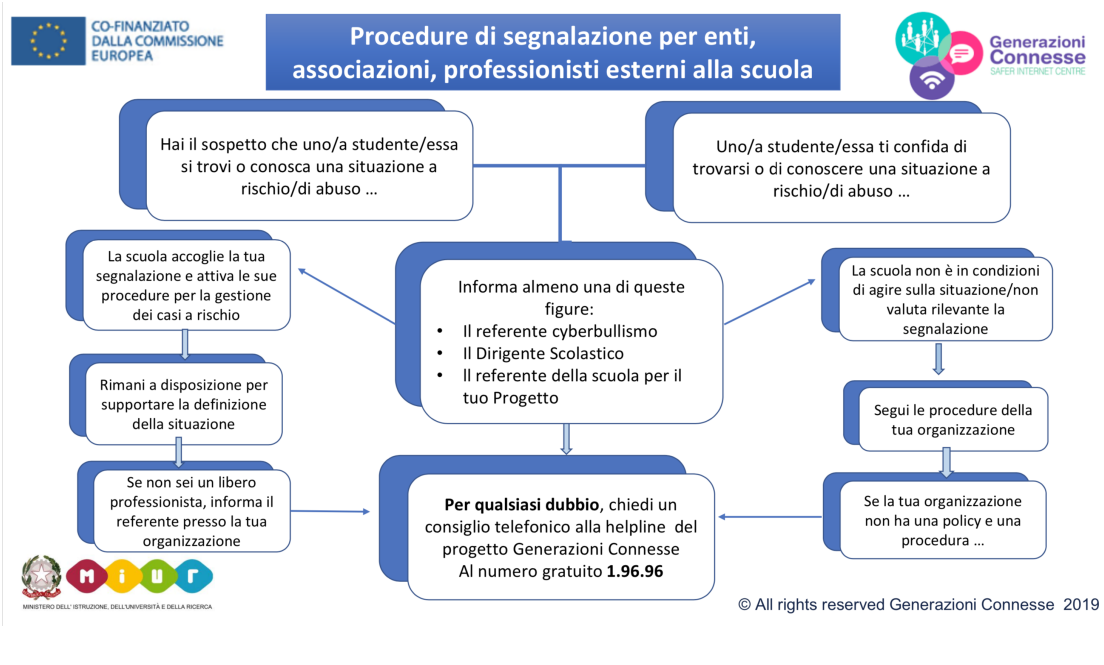 CO-FINANZIATO
DALLA COMMISSIONE
EUROPEA
Procedure di segnalazione per enti,
associazioni, professionisti esterni alla scuola
Generazioni
Connesse
SAFER INTERNET CENTRE
Hai il sospetto che uno/a studente/essa
si trovi o conosca una situazione a
rischio/di abuso …
Uno/a studente/essa ti confida di
trovarsi o di conoscere una situazione a
rischio/di abuso …
La scuola accoglie la tua
segnalazione e attiva le sue
procedure per la gestione
dei casi a rischio
Informa almeno una di queste
figure:
• Il referente cyberbullismo
• Il Dirigente Scolastico
• Il referente della scuola per il
tuo Progetto
La scuola non è in condizioni
di agire sulla situazione/non
valuta rilevante la
segnalazione
Rimani a disposizione per
supportare la definizione
della situazione
Segui le procedure della
tua organizzazione
Se non sei un libero
professionista, informa il
referente presso la tua
organizzazione
Per qualsiasi dubbio, chiedi un
consiglio telefonico alla helpline del
progetto Generazioni Connesse
Al numero gratuito 1.96.96
Se la tua organizzazione
non ha una policy e una
procedura …
MIUR
MINISTERO DELL' ISTRUZIONE, DELL'UNIVERSITÀ E DELLA RICERCA
© All rights reserved Generazioni Connesse 2019